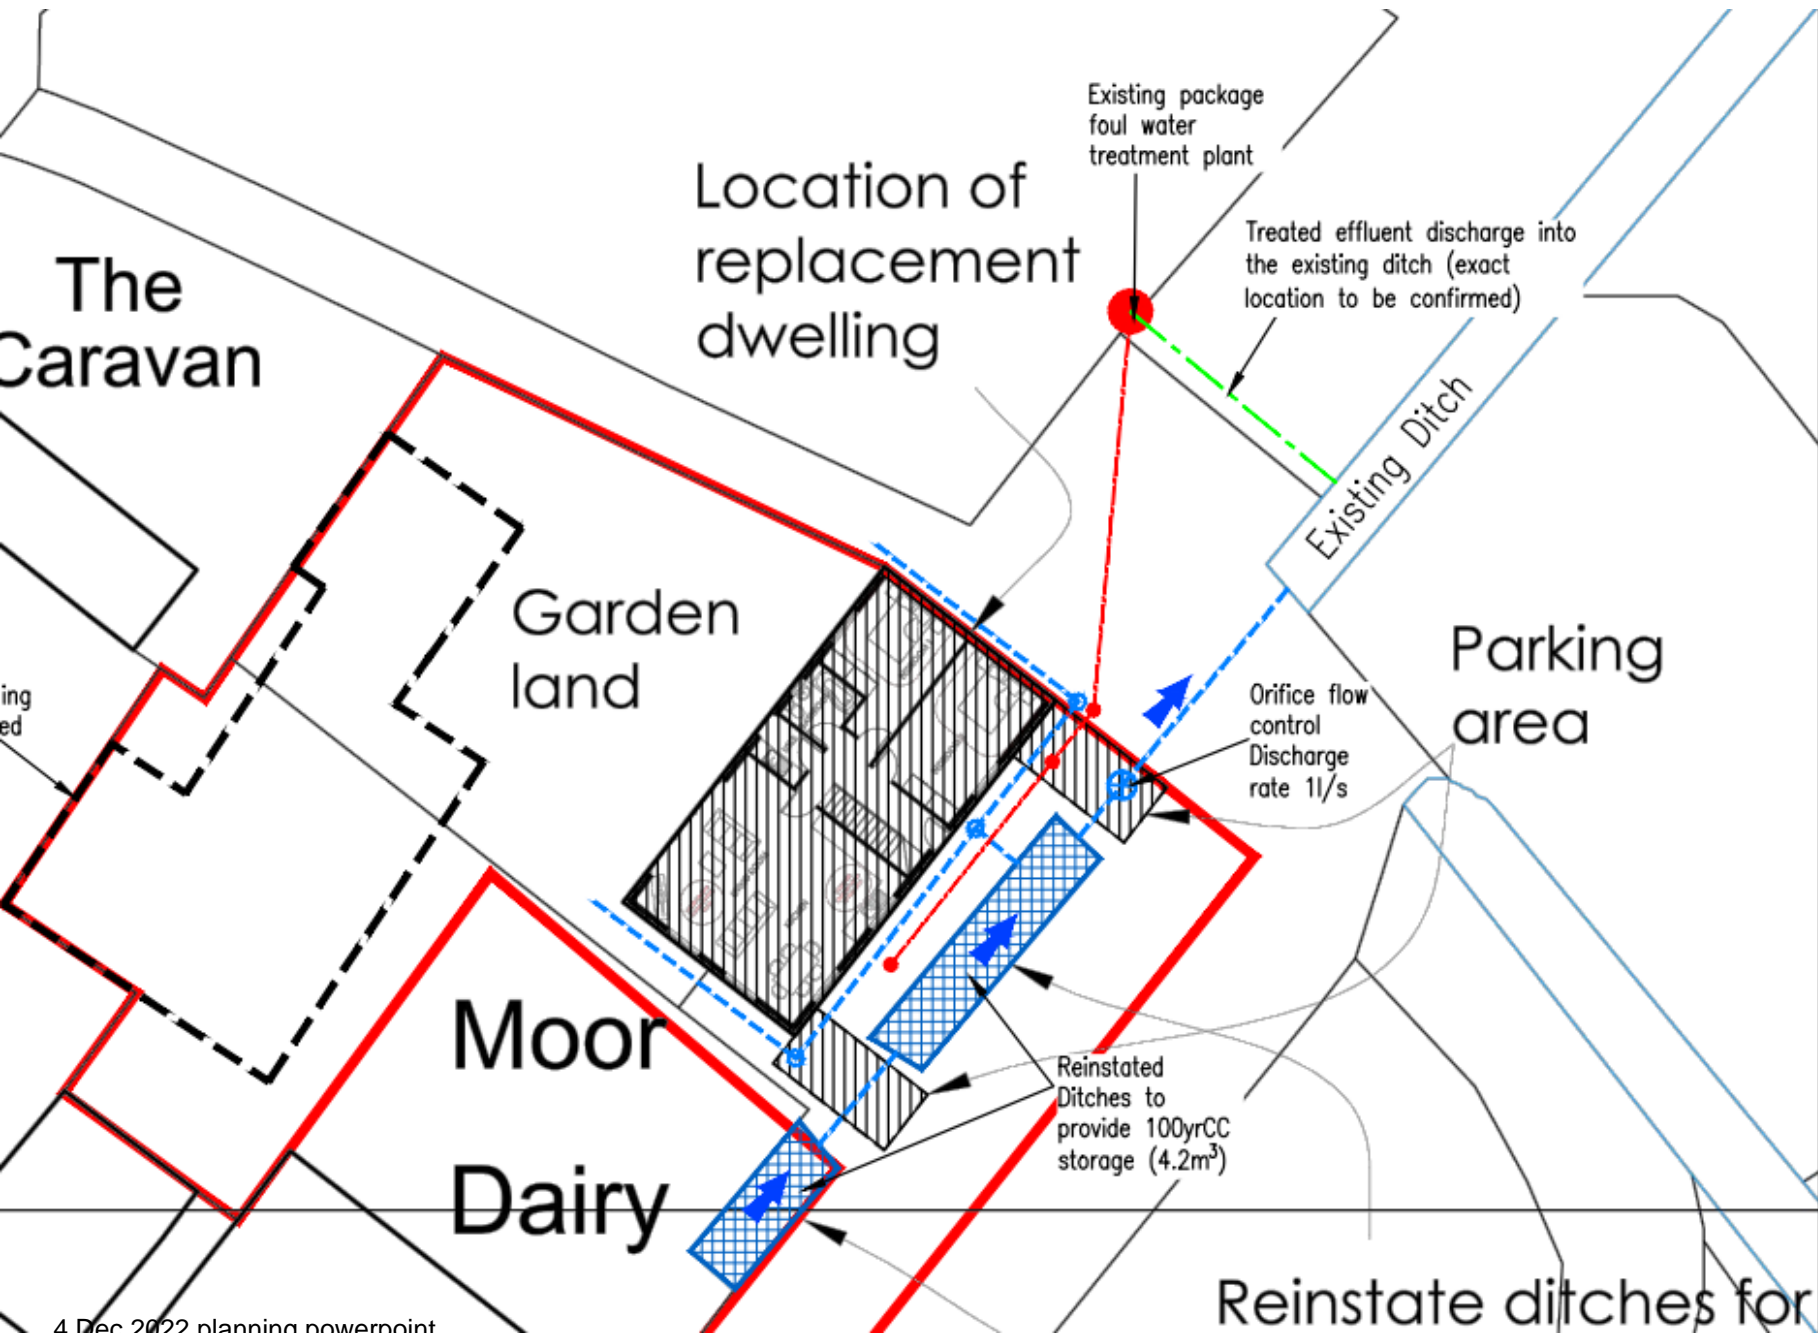 Existing package
foul water
treatment plant
Location of
replacement
dwelling
Treated effluent discharge into
the existing ditch (exact
location to be confirmed)
The
Caravan
Existing Ditch
Garden
land
Parking
area
ing
ed
Orifice flow
control
Discharge
rate 1l/s
Moor
Dairy
Reinstated
Ditches to
provide 100yrCC
storage (4.2m³)
Reinstate ditches for
4 Dec 2022 planning powerpoint